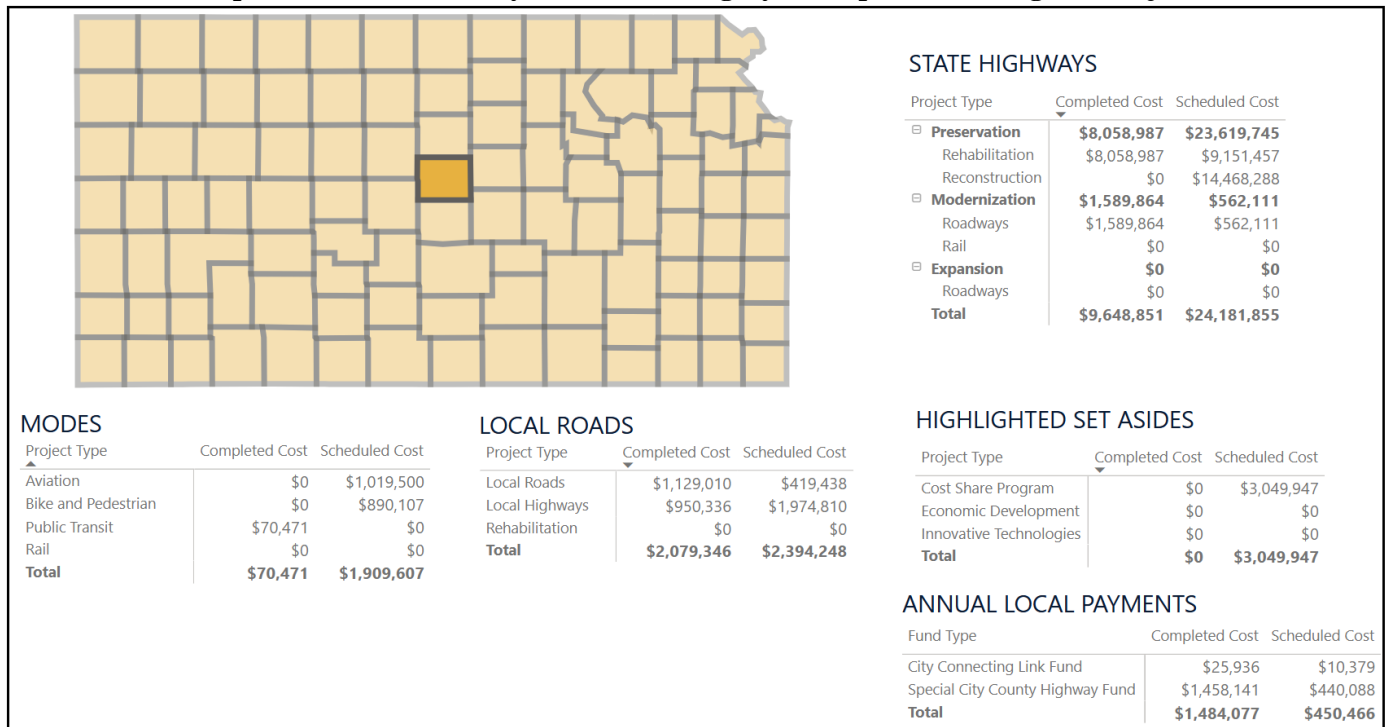 STATE HIGHWAYS
Project Type Completed Cost Scheduled Cost
Preservation $8,058,987 $23,619,745
Rehabilitation $8,058,987 $9,151,457
Reconstruction $0 $14,468,288
Modernization $1,589,864 $562,111
Roadways $1,589,864 $562,111
Rail $0 $0
Expansion $0 $0
Roadways $0 $0
Total $9,648,851 $24,181,855
MODES
Project Type Completed Cost Scheduled Cost
Aviation $0 $1,019,500
Bike and Pedestrian $0 $890,107
Public Transit $70,471 $0
Rail $0 $0
Total $70,471 $1,909,607
LOCAL ROADS
Project Type Completed Cost Scheduled Cost
Local Roads $1,129,010 $419,438
Local Highways $950,336 $1,974,810
Rehabilitation $0 $0
Total $2,079,346 $2,394,248
HIGHLIGHTED SET ASIDES
Project Type Completed Cost Scheduled Cost
Cost Share Program $0 $3,049,947
Economic Development $0 $0
Innovative Technologies $0 $0
Total $0 $3,049,947
ANNUAL LOCAL PAYMENTS
Fund Type Completed Cost Scheduled Cost
City Connecting Link Fund $25,936 $10,379
Special City County Highway Fund $1,458,141 $440,088
Total $1,484,077 $450,466